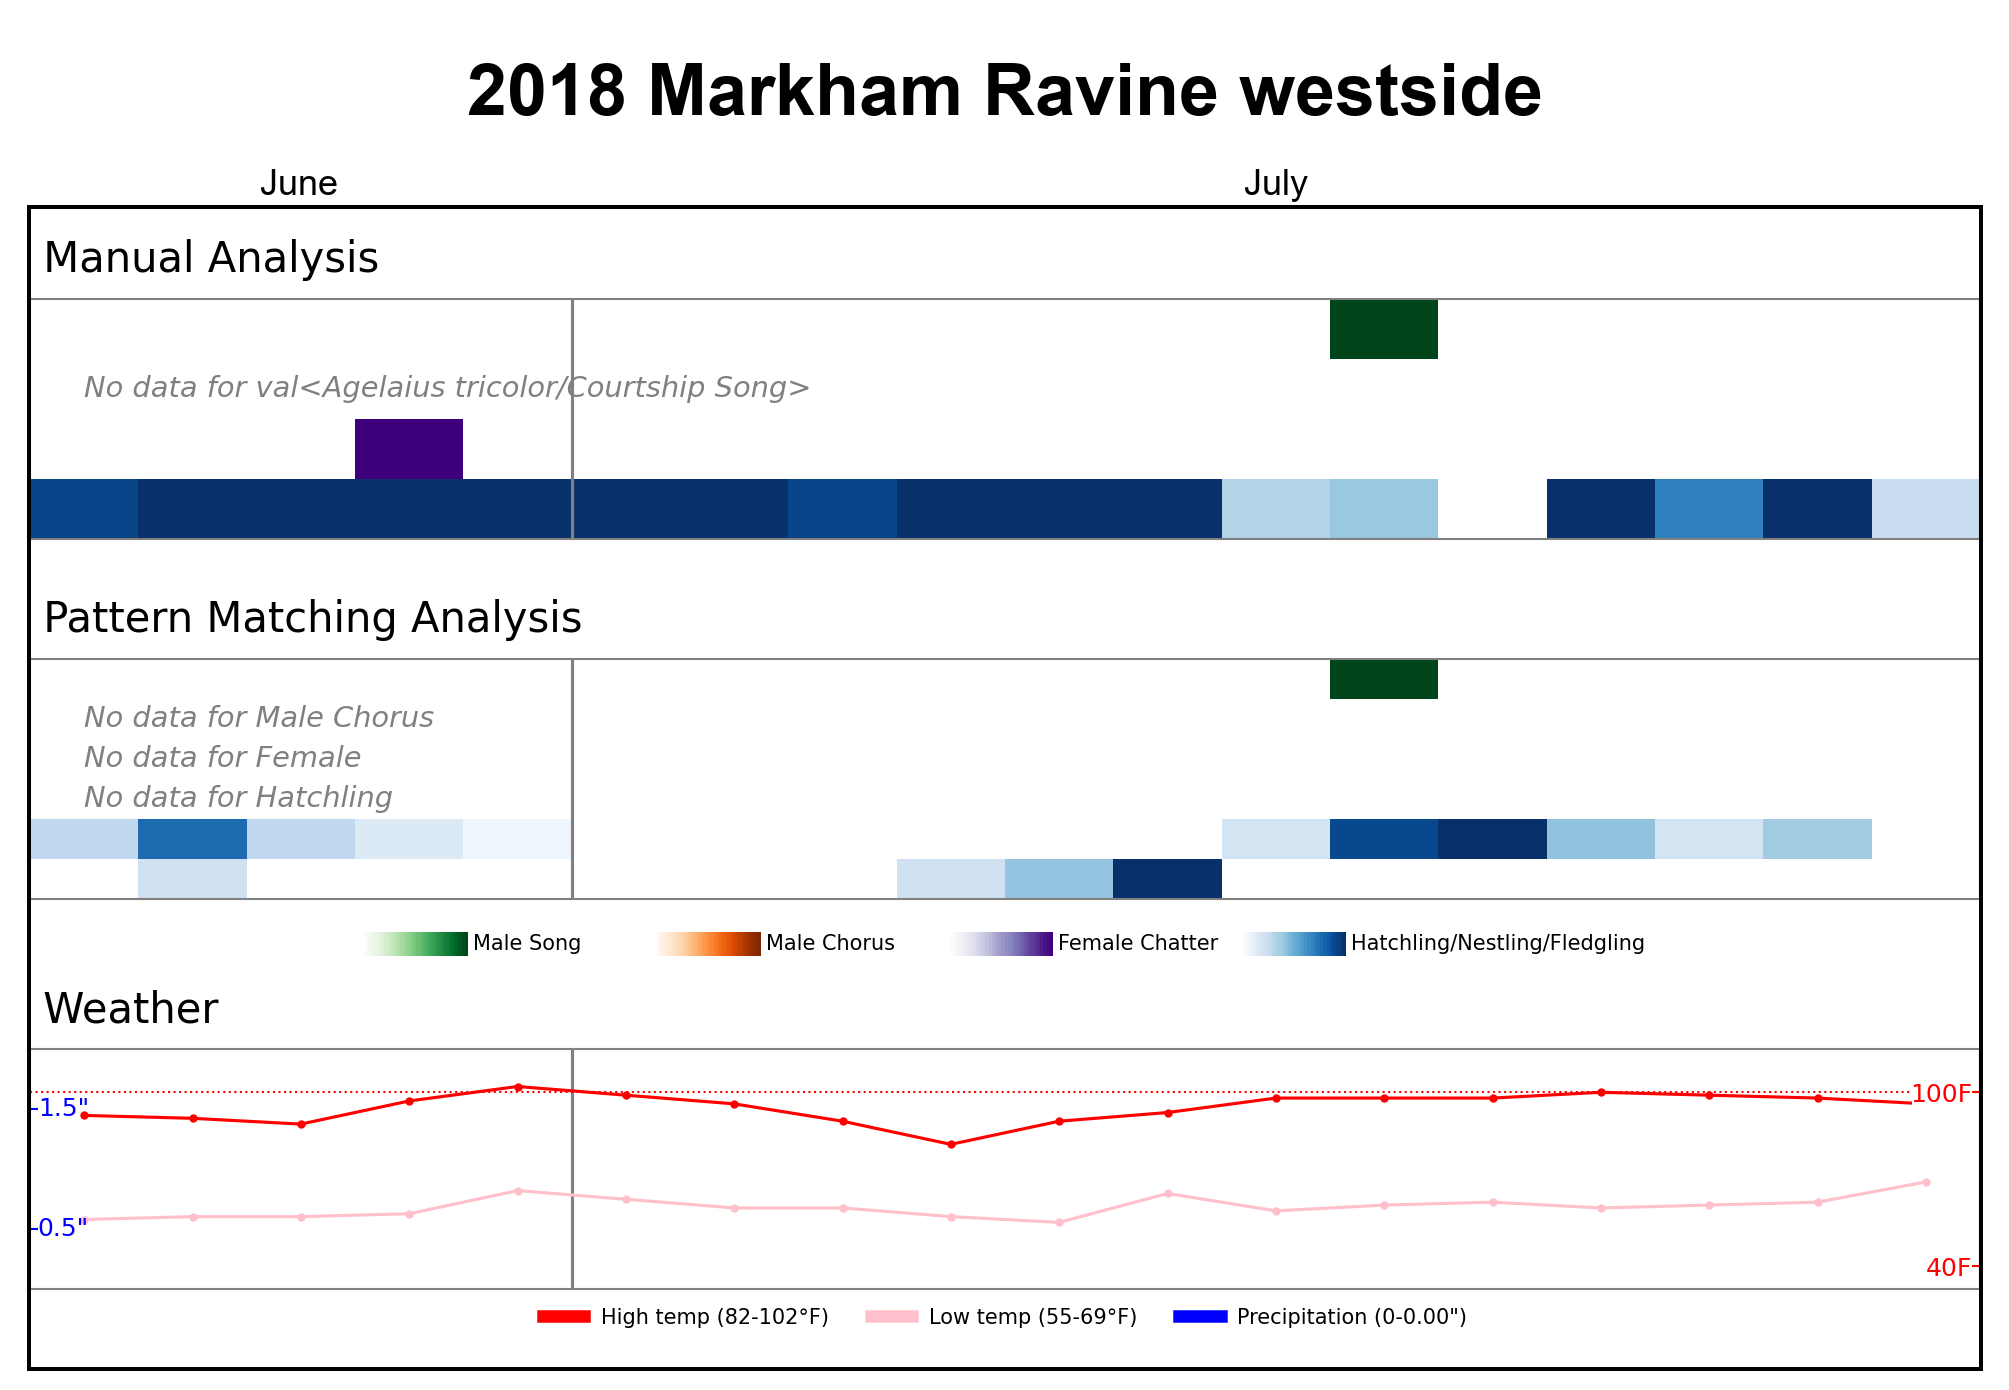 2018 Markham Ravine westside
June July
Manual Analysis
No data for val<Agelaius tricolor/Courtship Song>
Pattern Matching Analysis
No data for Male Chorus
No data for Female
No data for Hatchling
Male Song Male Chorus Female Chatter Hatchling/Nestling/Fledgling
Weather
100F
1.5"
0.5"
40F
High temp (82-102°F) Low temp (55-69°F) Precipitation (0-0.00")